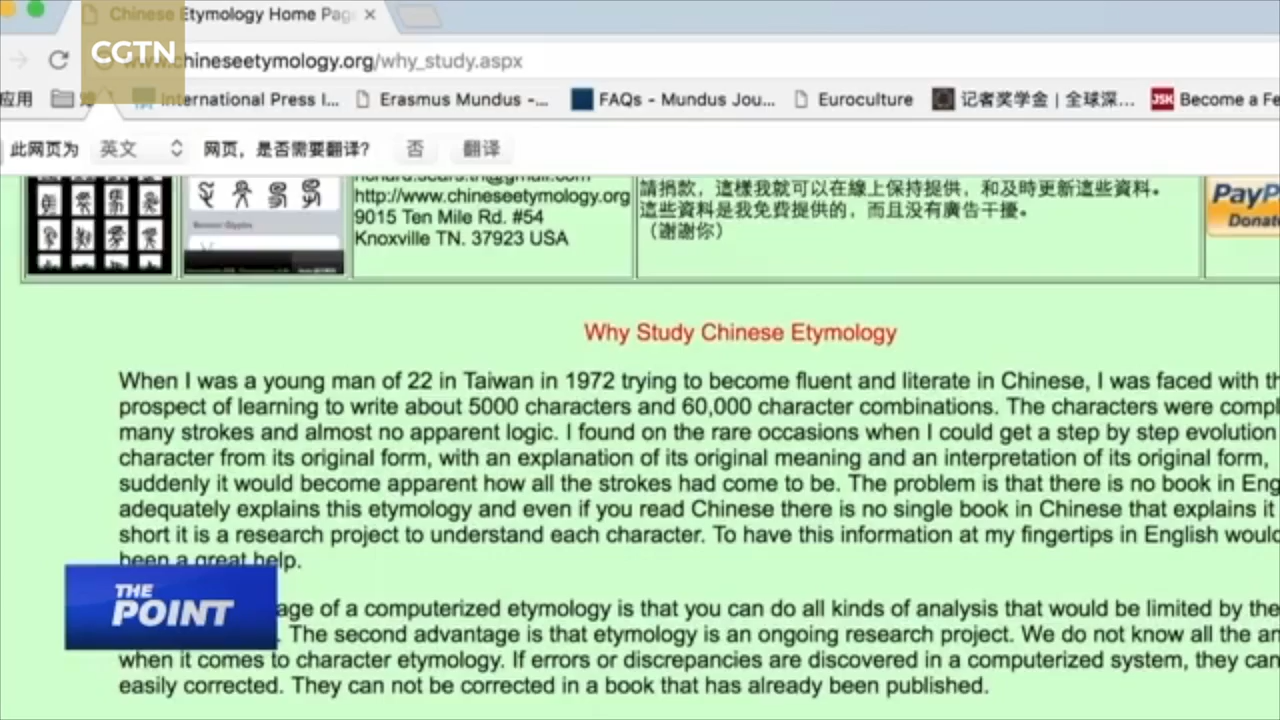 Chinese Etymology Home Pag
CGTN
www.chineseetymology.org/why_study.aspx
应用
International Press I...
Erasmus Mundus -...
FAQs - Mundus Jou...
Euroculture
记者奖学金 | 全球深...
JSK Become a Fe
此网页为 英文 网页，是否需要翻译? 否 翻译
richard.sears.tn@gmail.com
http://www.chineseetymology.org
9015 Ten Mile Rd. #54
Knoxville TN. 37923 USA
請捐款，這樣我就可以在線上保持提供，和及時更新這些資料。
這些資料是我免費提供的，而且没有廣告干擾。
（謝謝你）
PayP
Donate
Why Study Chinese Etymology
When I was a young man of 22 in Taiwan in 1972 trying to become fluent and literate in Chinese, I was faced with th
prospect of learning to write about 5000 characters and 60,000 character combinations. The characters were compl
many strokes and almost no apparent logic. I found on the rare occasions when I could get a step by step evolution
character from its original form, with an explanation of its original meaning and an interpretation of its original form,
suddenly it would become apparent how all the strokes had come to be. The problem is that there is no book in Eng
adequately explains this etymology and even if you read Chinese there is no single book in Chinese that explains it
short it is a research project to understand each character. To have this information at my fingertips in English would
been a great help.
THE
POINT
age of a computerized etymology is that you can do all kinds of analysis that would be limited by the
. The second advantage is that etymology is an ongoing research project. We do not know all the an
when it comes to character etymology. If errors or discrepancies are discovered in a computerized system, they can
easily corrected. They can not be corrected in a book that has already been published.